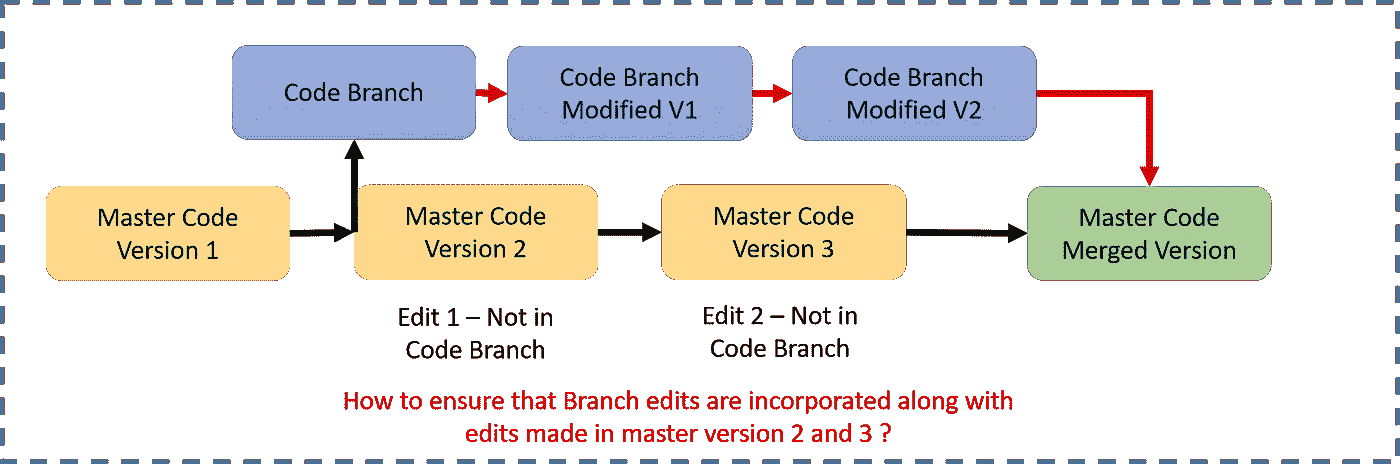 Code Branch
Code Branch
Modified V1
Code Branch
Modified V2
Master Code
Version 1
Master Code
Version 2
Master Code
Version 3
Master Code
Merged Version
Edit 1 – Not in
Code Branch
Edit 2 – Not in
Code Branch
How to ensure that Branch edits are incorporated along with
edits made in master version 2 and 3 ?